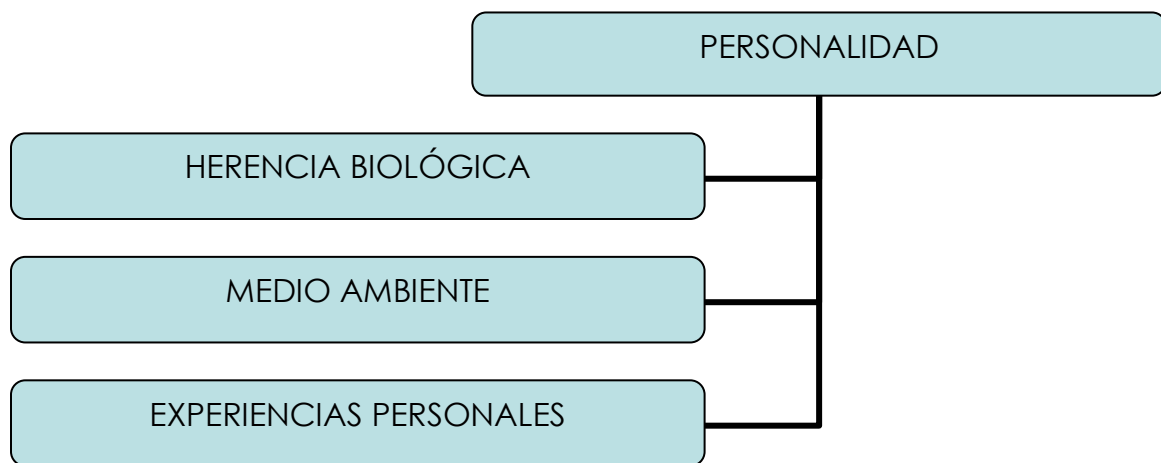 PERSONALIDAD
HERENCIA BIOLÓGICA
MEDIO AMBIENTE
EXPERIENCIAS PERSONALES